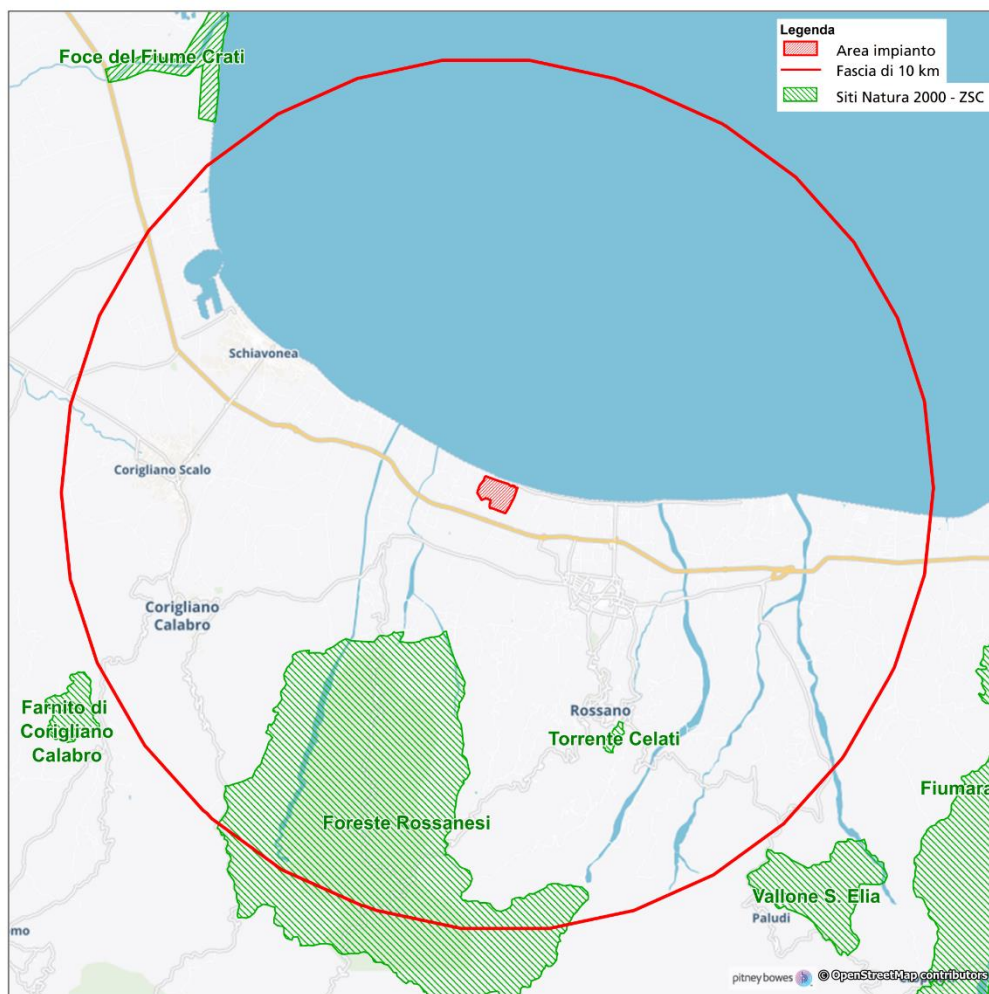 Foce del Fiume Crati
Legenda
Area impianto
Fascia di 10 km
Siti Natura 2000 - ZSC
Schiavonea
Corigliano Scalo
Corigliano
Calabro
Farnito di
Corigliano
Calabro
Rossano
Torrente Celati
Foreste Rossanesi
Fiumara
Vallone S. Elia
Paludi
pitney bowes
© OpenStreetMap contributors